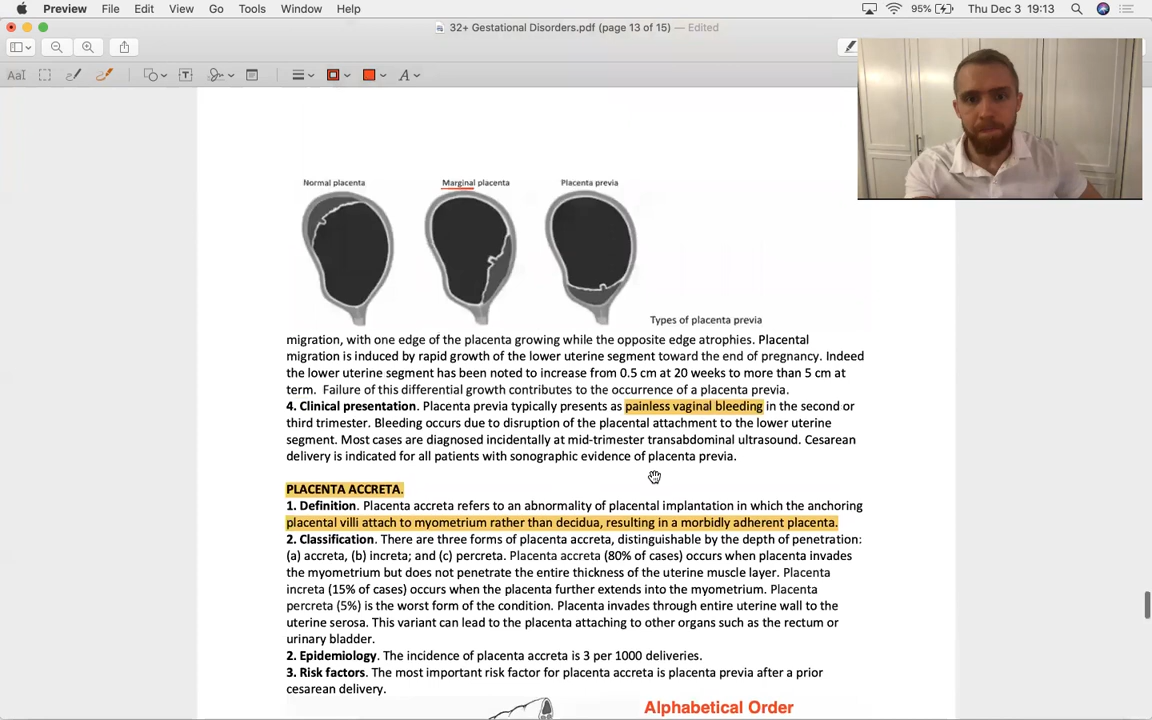 Preview File Edit View Go Tools Window Help 95% Thu Dec 3 19:13
32+ Gestational Disorders.pdf (page 13 of 15) — Edited
Normal placenta Marginal placenta Placenta previa
Types of placenta previa
migration, with one edge of the placenta growing while the opposite edge atrophies. Placental
migration is induced by rapid growth of the lower uterine segment toward the end of pregnancy. Indeed
the lower uterine segment has been noted to increase from 0.5 cm at 20 weeks to more than 5 cm at
term. Failure of this differential growth contributes to the occurrence of a placenta previa.
4. Clinical presentation. Placenta previa typically presents as painless vaginal bleeding in the second or
third trimester. Bleeding occurs due to disruption of the placental attachment to the lower uterine
segment. Most cases are diagnosed incidentally at mid-trimester transabdominal ultrasound. Cesarean
delivery is indicated for all patients with sonographic evidence of placenta previa.
PLACENTA ACCRETA.
1. Definition. Placenta accreta refers to an abnormality of placental implantation in which the anchoring
placental villi attach to myometrium rather than decidua, resulting in a morbidly adherent placenta.
2. Classification. There are three forms of placenta accreta, distinguishable by the depth of penetration:
(a) accreta, (b) increta; and (c) percreta. Placenta accreta (80% of cases) occurs when placenta invades
the myometrium but does not penetrate the entire thickness of the uterine muscle layer. Placenta
increta (15% of cases) occurs when the placenta further extends into the myometrium. Placenta
percreta (5%) is the worst form of the condition. Placenta invades through entire uterine wall to the
uterine serosa. This variant can lead to the placenta attaching to other organs such as the rectum or
urinary bladder.
2. Epidemiology. The incidence of placenta accreta is 3 per 1000 deliveries.
3. Risk factors. The most important risk factor for placenta accreta is placenta previa after a prior
cesarean delivery.
Alphabetical Order